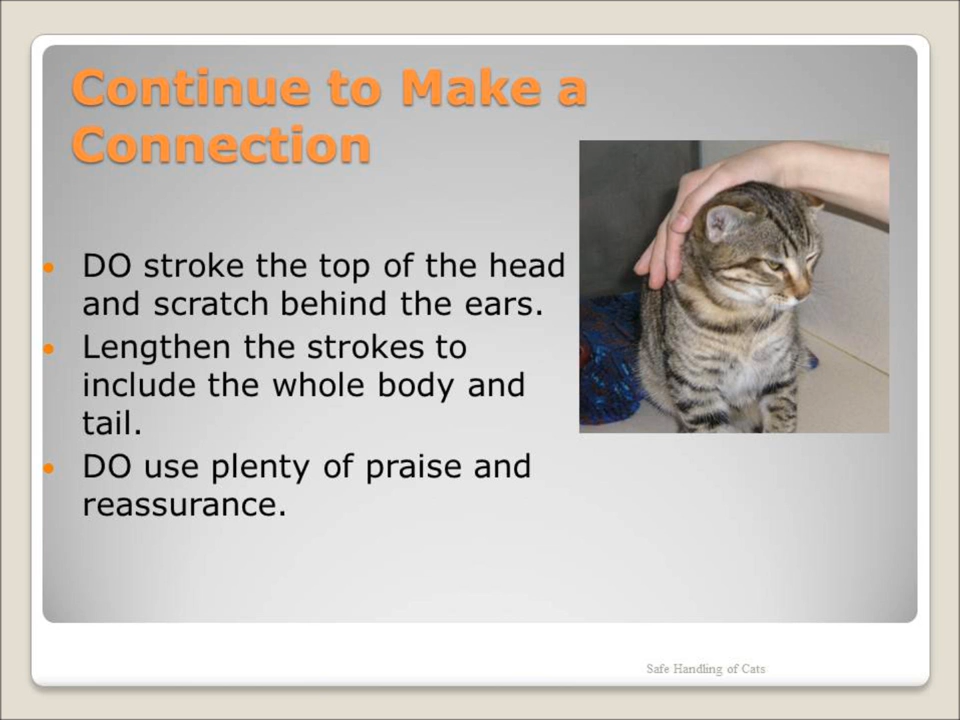 Continue to Make a
Connection
• DO stroke the top of the head
and scratch behind the ears.
• Lengthen the strokes to
include the whole body and
tail.
• DO use plenty of praise and
reassurance.
Safe Handling of Cats